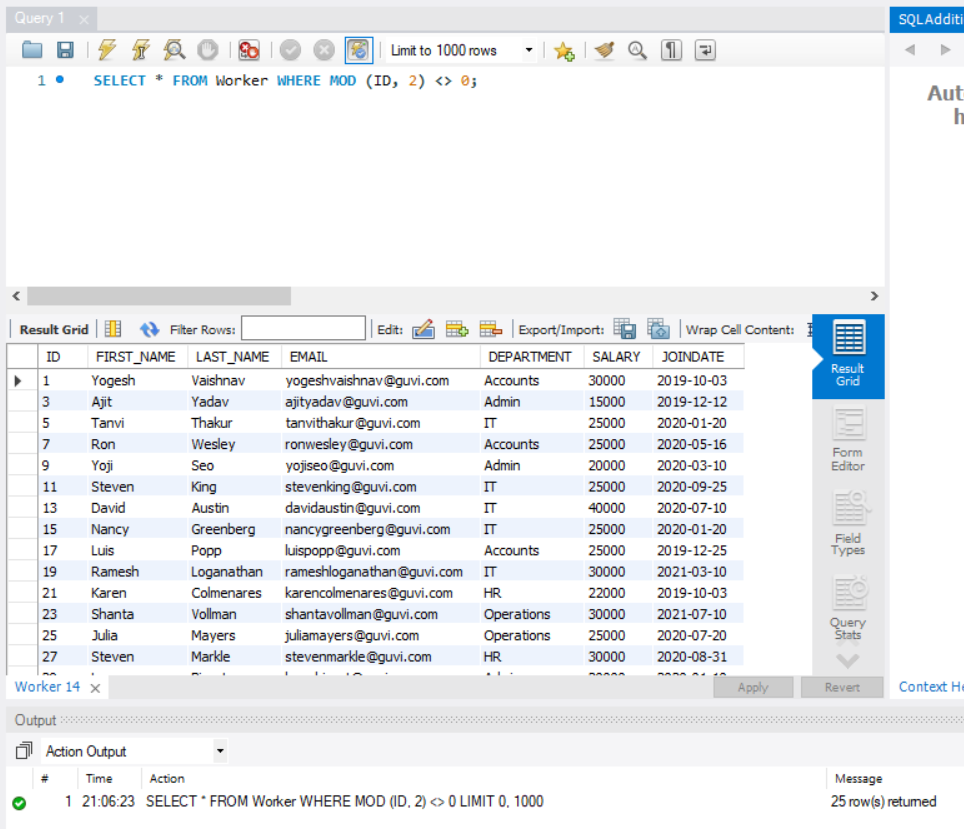 Query 1
SQLAdditi
Limit to 1000 rows
1 SELECT * FROM Worker WHERE MOD (ID, 2) <> 0;
Aut
h
Result Grid Filter Rows: Edit: Export/Import: Wrap Cell Content:
ID FIRST_NAME LAST_NAME EMAIL DEPARTMENT SALARY JOINDATE
1 Yogesh Vaishnav yogeshvaishnav@guvi.com Accounts 30000 2019-10-03
3 Ajit Yadav ajityadav@guvi.com Admin 15000 2019-12-12
5 Tanvi Thakur tanvithakur@guvi.com IT 25000 2020-01-20
7 Ron Wesley ronwesley@guvi.com Accounts 25000 2020-05-16
9 Yoji Seo yojiseo@guvi.com Admin 20000 2020-03-10
11 Steven King stevenking@guvi.com IT 25000 2020-09-25
13 David Austin davidaustin@guvi.com IT 40000 2020-07-10
15 Nancy Greenberg nancygreenberg@guvi.com IT 25000 2020-01-20
17 Luis Popp luispopp@guvi.com Accounts 25000 2019-12-25
19 Ramesh Loganathan rameshloganathan@guvi.com IT 30000 2021-03-10
21 Karen Colmenares karencolmenares@guvi.com HR 22000 2019-10-03
23 Shanta Vollman shantavollman@guvi.com Operations 30000 2021-07-10
25 Julia Mayers juliamayers@guvi.com Operations 25000 2020-07-20
27 Steven Markle stevenmarkle@guvi.com HR 30000 2020-08-31
Result
Grid
Form
Editor
Field
Types
Query
Stats
Worker 14 Apply Revert Context He
Output
Action Output
# Time Action Message
1 21:06:23 SELECT * FROM Worker WHERE MOD (ID, 2) <> 0 LIMIT 0, 1000 25 row(s) returned